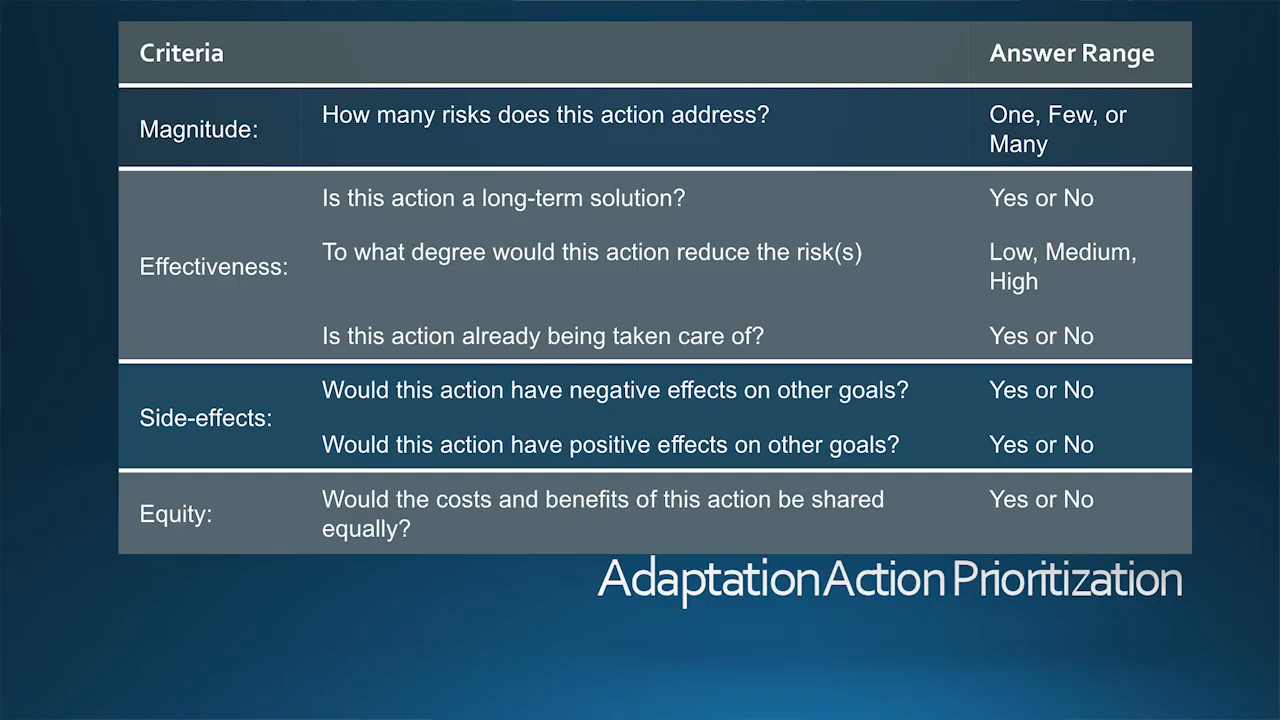 Criteria Answer Range
Magnitude: How many risks does this action address? One, Few, or
Many
Effectiveness: Is this action a long-term solution? Yes or No
To what degree would this action reduce the risk(s) Low, Medium,
High
Is this action already being taken care of? Yes or No
Side-effects: Would this action have negative effects on other goals? Yes or No
Would this action have positive effects on other goals? Yes or No
Equity: Would the costs and benefits of this action be shared Yes or No
equally?
Adaptation Action Prioritization